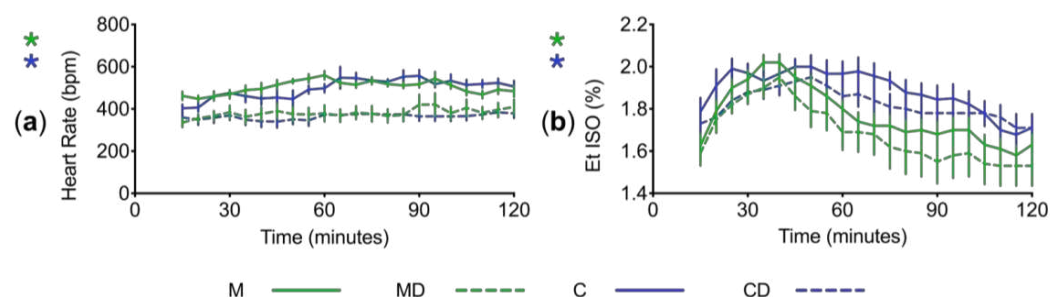 (a)
Heart Rate (bpm)
800
600
400
200
0
0 30 60 90 120
Time (minutes)
(b)
Et ISO (%)
2.2
2.0
1.8
1.6
1.4
0 30 60 90 120
Time (minutes)
M MD C CD